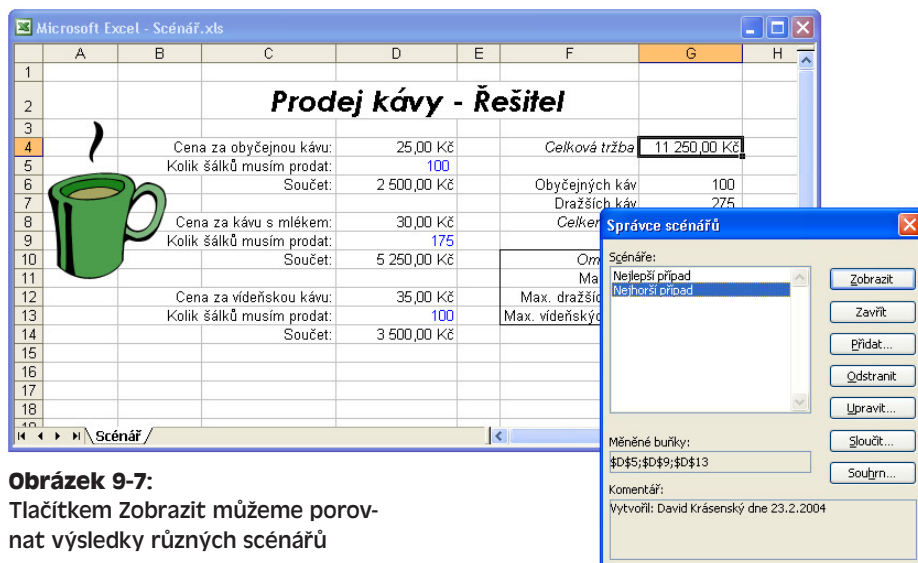 Microsoft Excel - Scénář.xls
A B C D E F G H
1
2 Prodej kávy - Řešitel
3
4 Cena za obyčejnou kávu: 25,00 Kč Celková tržba 11 250,00 Kč
5 Kolik šálků musím prodat: 100
6 Součet: 2 500,00 Kč Obyčejných káv 100
7 Dražších káv 275
8 Cena za kávu s mlékem: 30,00 Kč
9 Kolik šálků musím prodat: 175
10 Součet: 5 250,00 Kč
11
12 Cena za vídeňskou kávu: 35,00 Kč Max.
13 Kolik šálků musím prodat: 100 Max.
14 Součet: 3 500,00 Kč
15
16
17
18
Scénář
Správce scénářů
Scénáře:
Nejlepší případ
Nejhorší případ
Zobrazit
Zavřít
Přidat...
Odstranit
Upravit...
Sloučit...
Souhrn...
Měněné buňky:
$D$5;$D$9;$D$13
Komentář:
Vytvořil: David Krásenský dne 23.2.2004
Obrázek 9-7:
Tlačítkem Zobrazit můžeme porov-
nat výsledky různých scénářů